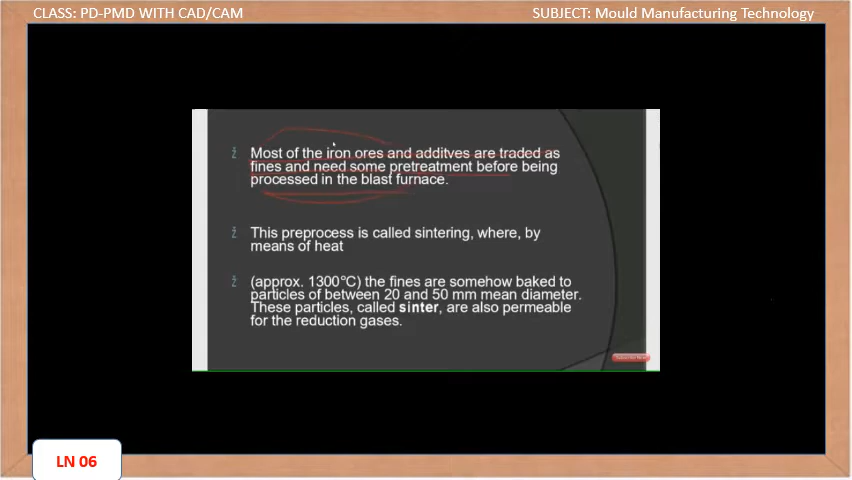 CLASS: PD-PMD WITH CAD/CAM
SUBJECT: Mould Manufacturing Technology
ž Most of the iron ores and additves are traded as
fines and need some pretreatment before being
processed in the blast furnace.
ž This preprocess is called sintering, where, by
means of heat
ž (approx. 1300°C) the fines are somehow baked to
particles of between 20 and 50 mm mean diameter.
These particles, called sinter, are also permeable
for the reduction gases.
LN 06